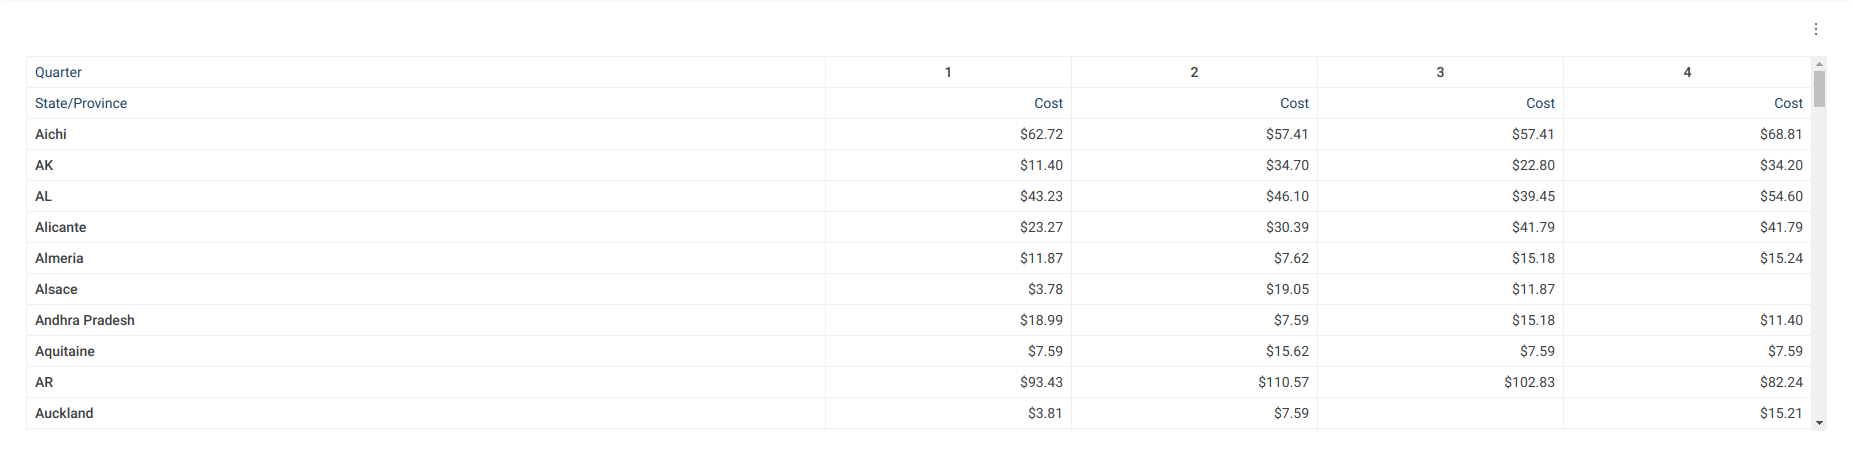 Quarter 1 2 3 4
State/Province Cost Cost Cost Cost
Aichi $62.72 $57.41 $57.41 $68.81
AK $11.40 $34.70 $22.80 $34.20
AL $43.23 $46.10 $39.45 $54.60
Alicante $23.27 $30.39 $41.79 $41.79
Almeria $11.87 $7.62 $15.18 $15.24
Alsace $3.78 $19.05 $11.87
Andhra Pradesh $18.99 $7.59 $15.18 $11.40
Aquitaine $7.59 $15.62 $7.59 $7.59
AR $93.43 $110.57 $102.83 $82.24
Auckland $3.81 $7.59 $15.21